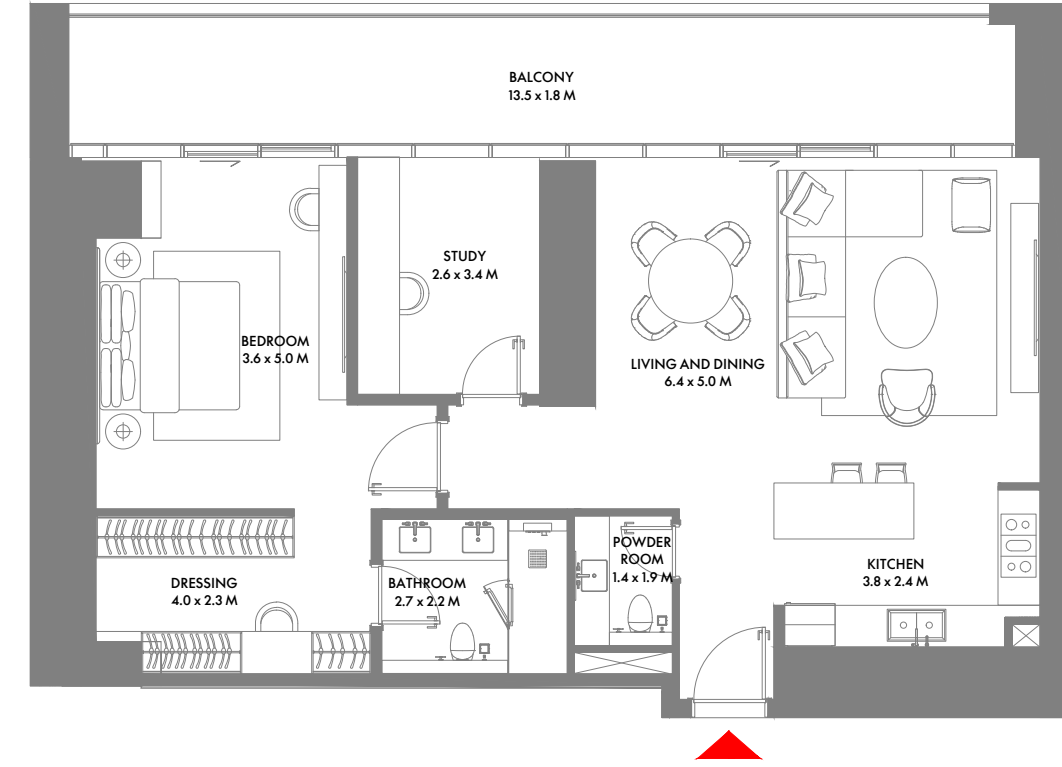 BALCONY
13.5 x 1.8 M
STUDY
2.6 x 3.4 M
BEDROOM
3.6 x 5.0 M
LIVING AND DINING
6.4 x 5.0 M
POWDER
ROOM
1.4 x 1.9 M
KITCHEN
3.8 x 2.4 M
DRESSING
4.0 x 2.3 M
BATHROOM
2.7 x 2.2 M